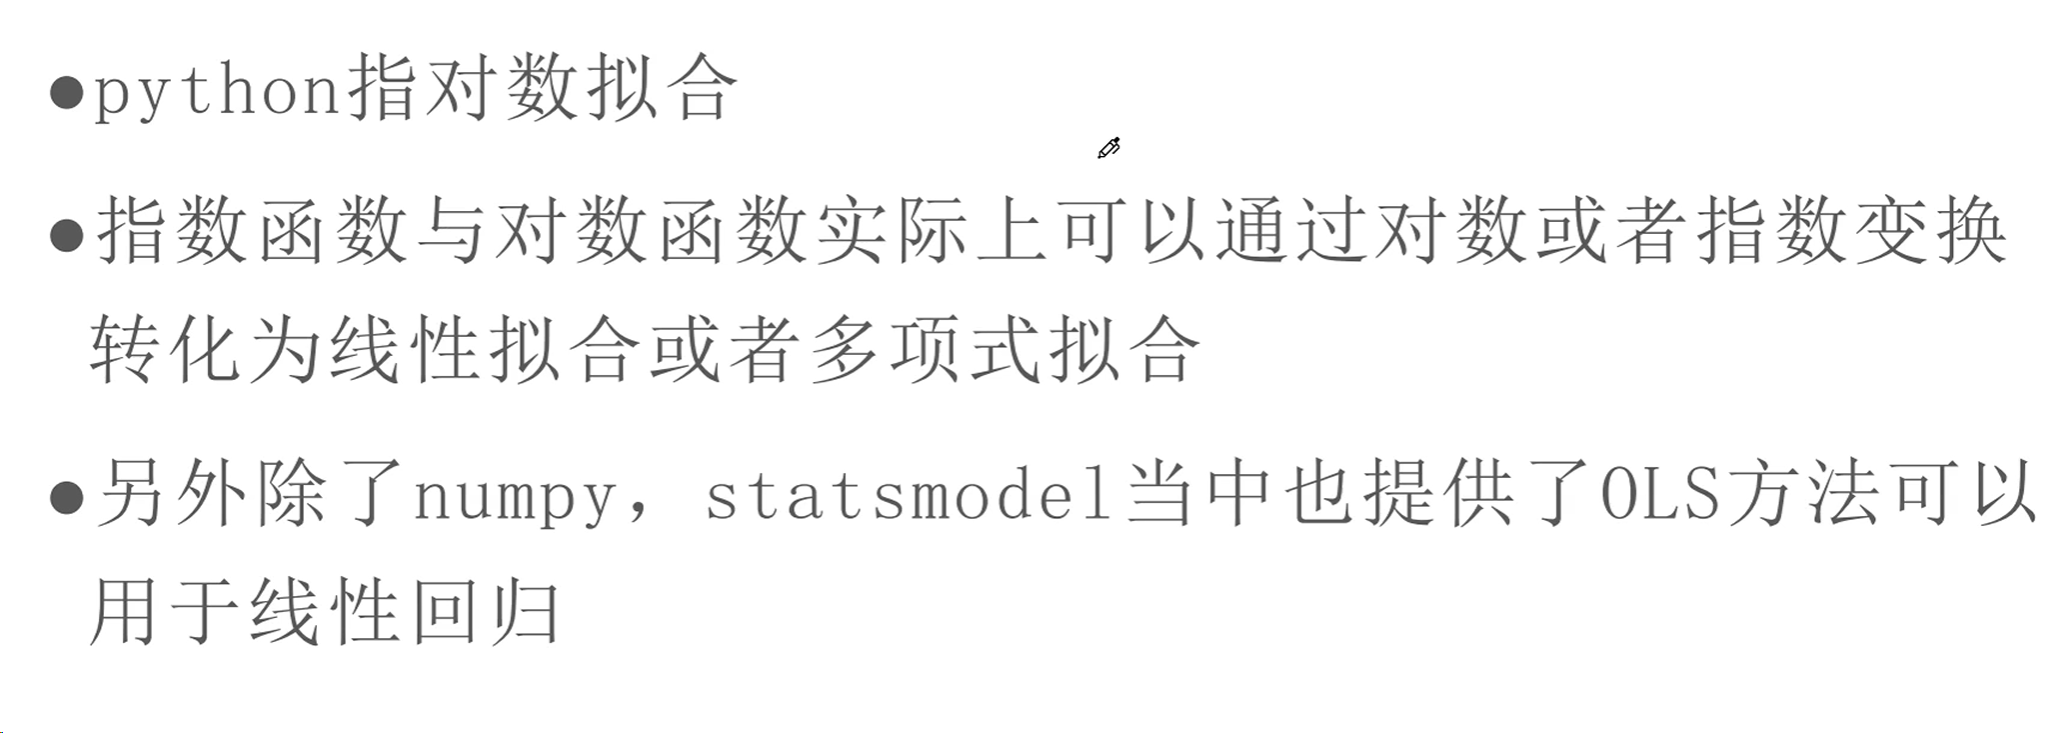 ●python指对数拟合
●指数函数与对数函数实际上可以通过对数或者指数变换
转化为线性拟合或者多项式拟合
●另外除了numpy，statsmodel当中也提供了OLS方法可以
用于线性回归